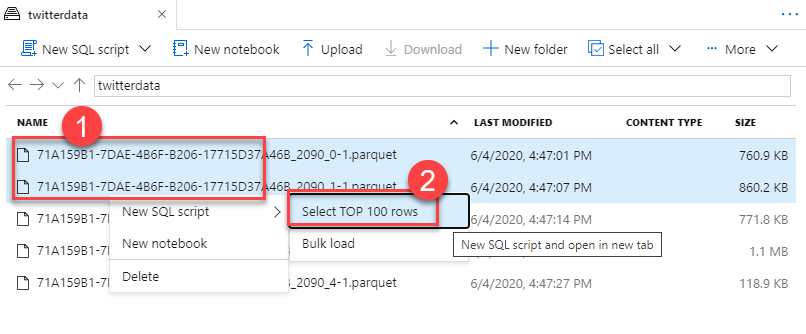 twitterdata
New SQL script New notebook Upload Download New folder Select all More
twitterdata
NAME LAST MODIFIED CONTENT TYPE SIZE
1
71A159B1-7DAE-4B6F-B206-17715D37A46B_2090_0-1.parquet 6/4/2020, 4:47:01 PM 760.9 KB
2
71A159B1-7DAE-4B6F-B206-17715D37A46B_2090_1-1.parquet 6/4/2020, 4:47:07 PM 860.2 KB
71A159B1-7 New SQL script Select TOP 100 rows 6/4/2020, 4:47:14 PM 771.8 KB
71A159B1-7 New notebook Bulk load New SQL script and open in new tab 1.1 MB
71A159B1-7 Delete 2090_4-1.parquet 6/4/2020, 4:47:27 PM 118.9 KB